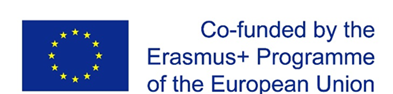 Co-funded by the
Erasmus+ Programme
of the European Union